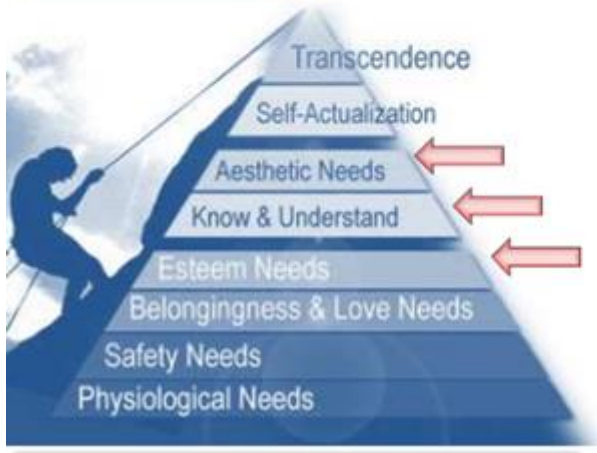 Transcendence
Self-Actualization
Aesthetic Needs
Know & Understand
Esteem Needs
Belongingness & Love Needs
Safety Needs
Physiological Needs